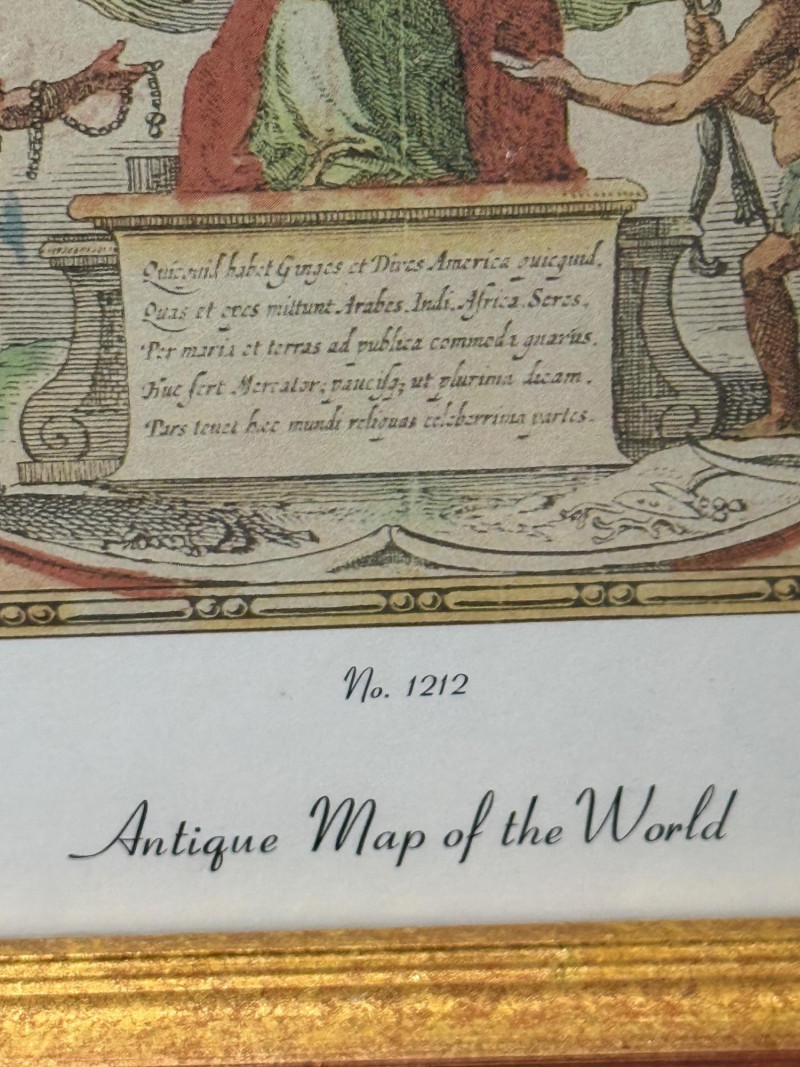 Quicquid habet Ganges et Dives America quicquid,
Quas et opes mittunt Arabes, Indi, Africa, Seres,
Per maria et terras ad publica commoda gnarus,
Huc fert Mercator; paucisq; ut plurima dicam,
Pars tenet hæc mundi reliquas celeberrima partes.
No. 1212
Antique Map of the World